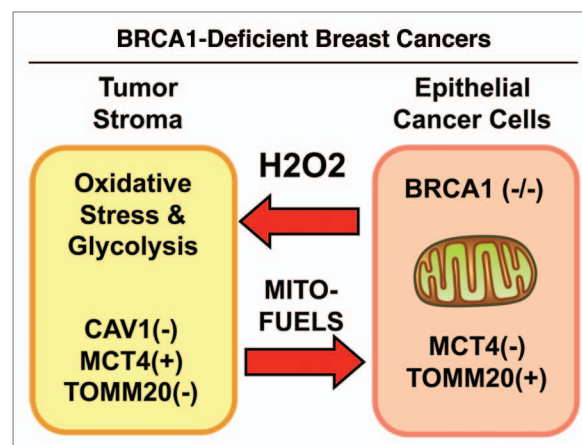 BRCA1-Deficient Breast Cancers
Tumor
Stroma
Oxidative
Stress &
Glycolysis
CAV1(-)
MCT4(+)
TOMM20(-)
H2O2
MITO-
FUELS
Epithelial
Cancer Cells
BRCA1 (-/-)
MCT4(-)
TOMM20(+)